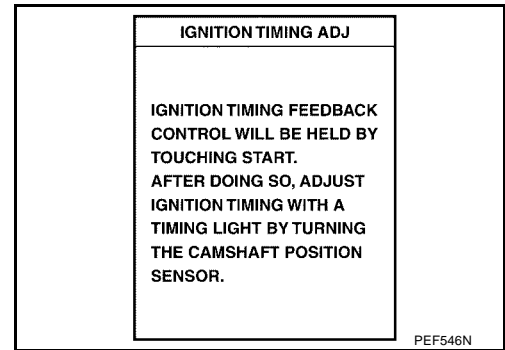 IGNITION TIMING ADJ
IGNITION TIMING FEEDBACK
CONTROL WILL BE HELD BY
TOUCHING START.
AFTER DOING SO, ADJUST
IGNITION TIMING WITH A
TIMING LIGHT BY TURNING
THE CAMSHAFT POSITION
SENSOR.
PEF546N